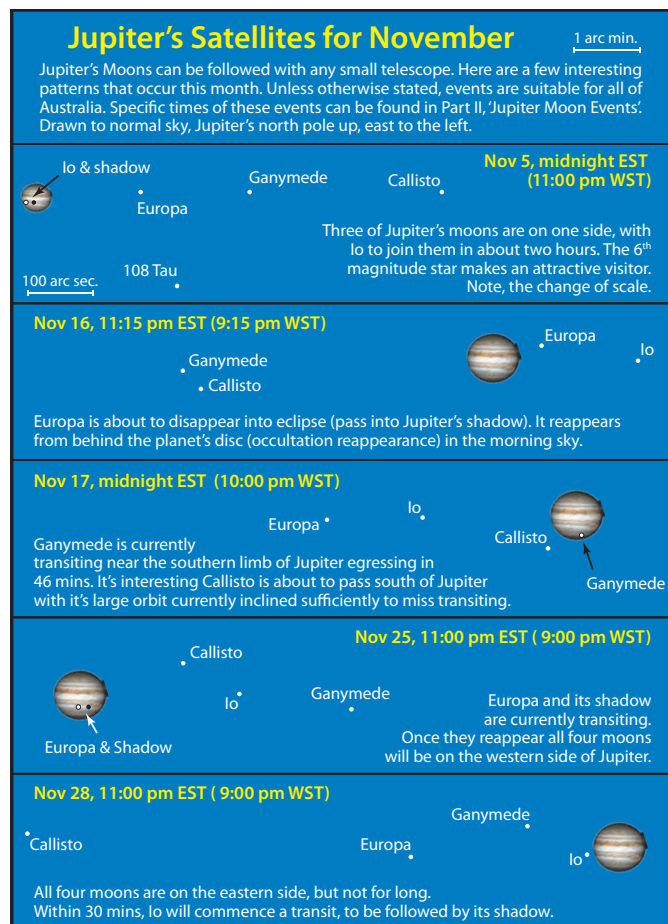 Jupiter's Satellites for November
1 arc min.
Jupiter's Moons can be followed with any small telescope. Here are a few interesting
patterns that occur this month. Unless otherwise stated, events are suitable for all of
Australia. Specific times of these events can be found in Part II, 'Jupiter Moon Events'.
Drawn to normal sky, Jupiter's north pole up, east to the left.
Nov 5, midnight EST
(11:00 pm WST)
Io & shadow
Europa
Ganymede
Callisto
108 Tau
100 arc sec.
Three of Jupiter's moons are on one side, with
Io to join them in about two hours. The 6th
magnitude star makes an attractive visitor.
Note, the change of scale.
Nov 16, 11:15 pm EST (9:15 pm WST)
Ganymede
Callisto
Europa
Io
Europa is about to disappear into eclipse (pass into Jupiter's shadow). It reappears
from behind the planet's disc (occultation reappearance) in the morning sky.
Nov 17, midnight EST (10:00 pm WST)
Europa
Io
Callisto
Ganymede
Ganymede is currently
transiting near the southern limb of Jupiter egressing in
46 mins. It's interesting Callisto is about to pass south of Jupiter
with it's large orbit currently inclined sufficiently to miss transiting.
Nov 25, 11:00 pm EST ( 9:00 pm WST)
Callisto
Io
Ganymede
Europa & Shadow
Europa and its shadow
are currently transiting.
Once they reappear all four moons
will be on the western side of Jupiter.
Nov 28, 11:00 pm EST ( 9:00 pm WST)
Callisto
Europa
Ganymede
Io
All four moons are on the eastern side, but not for long.
Within 30 mins, Io will commence a transit, to be followed by its shadow.